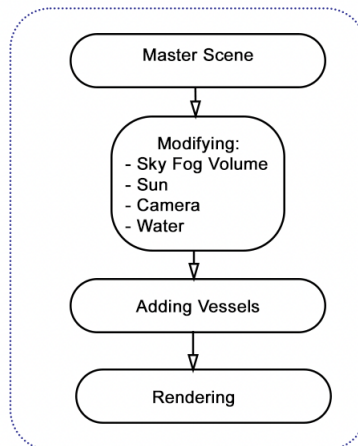 Master Scene
Modifying:
- Sky Fog Volume
- Sun
- Camera
- Water
Adding Vessels
Rendering